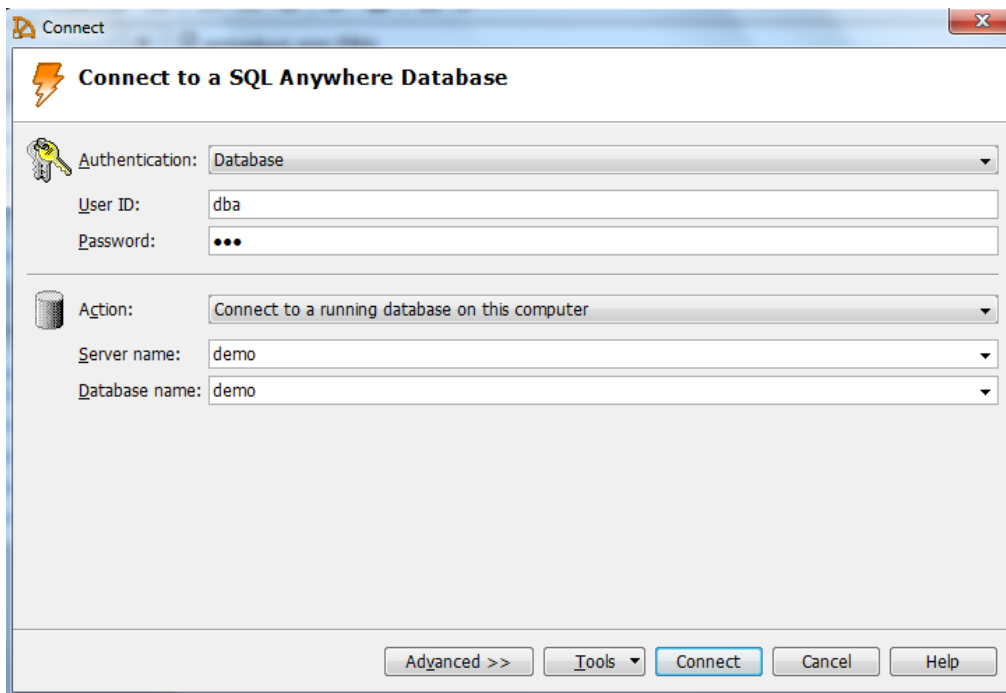 Connect
Connect to a SQL Anywhere Database
Authentication: Database
User ID: dba
Password: •••
Action: Connect to a running database on this computer
Server name: demo
Database name: demo
Advanced >> Tools Connect Cancel Help